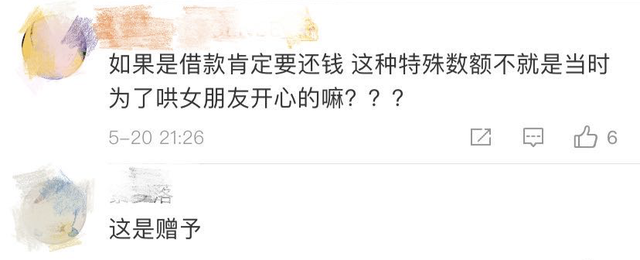 如果是借款肯定要还钱 这种特殊数额不就是当时
为了哄女朋友开心的嘛？？？
5-20 21:26
6
这是赠予